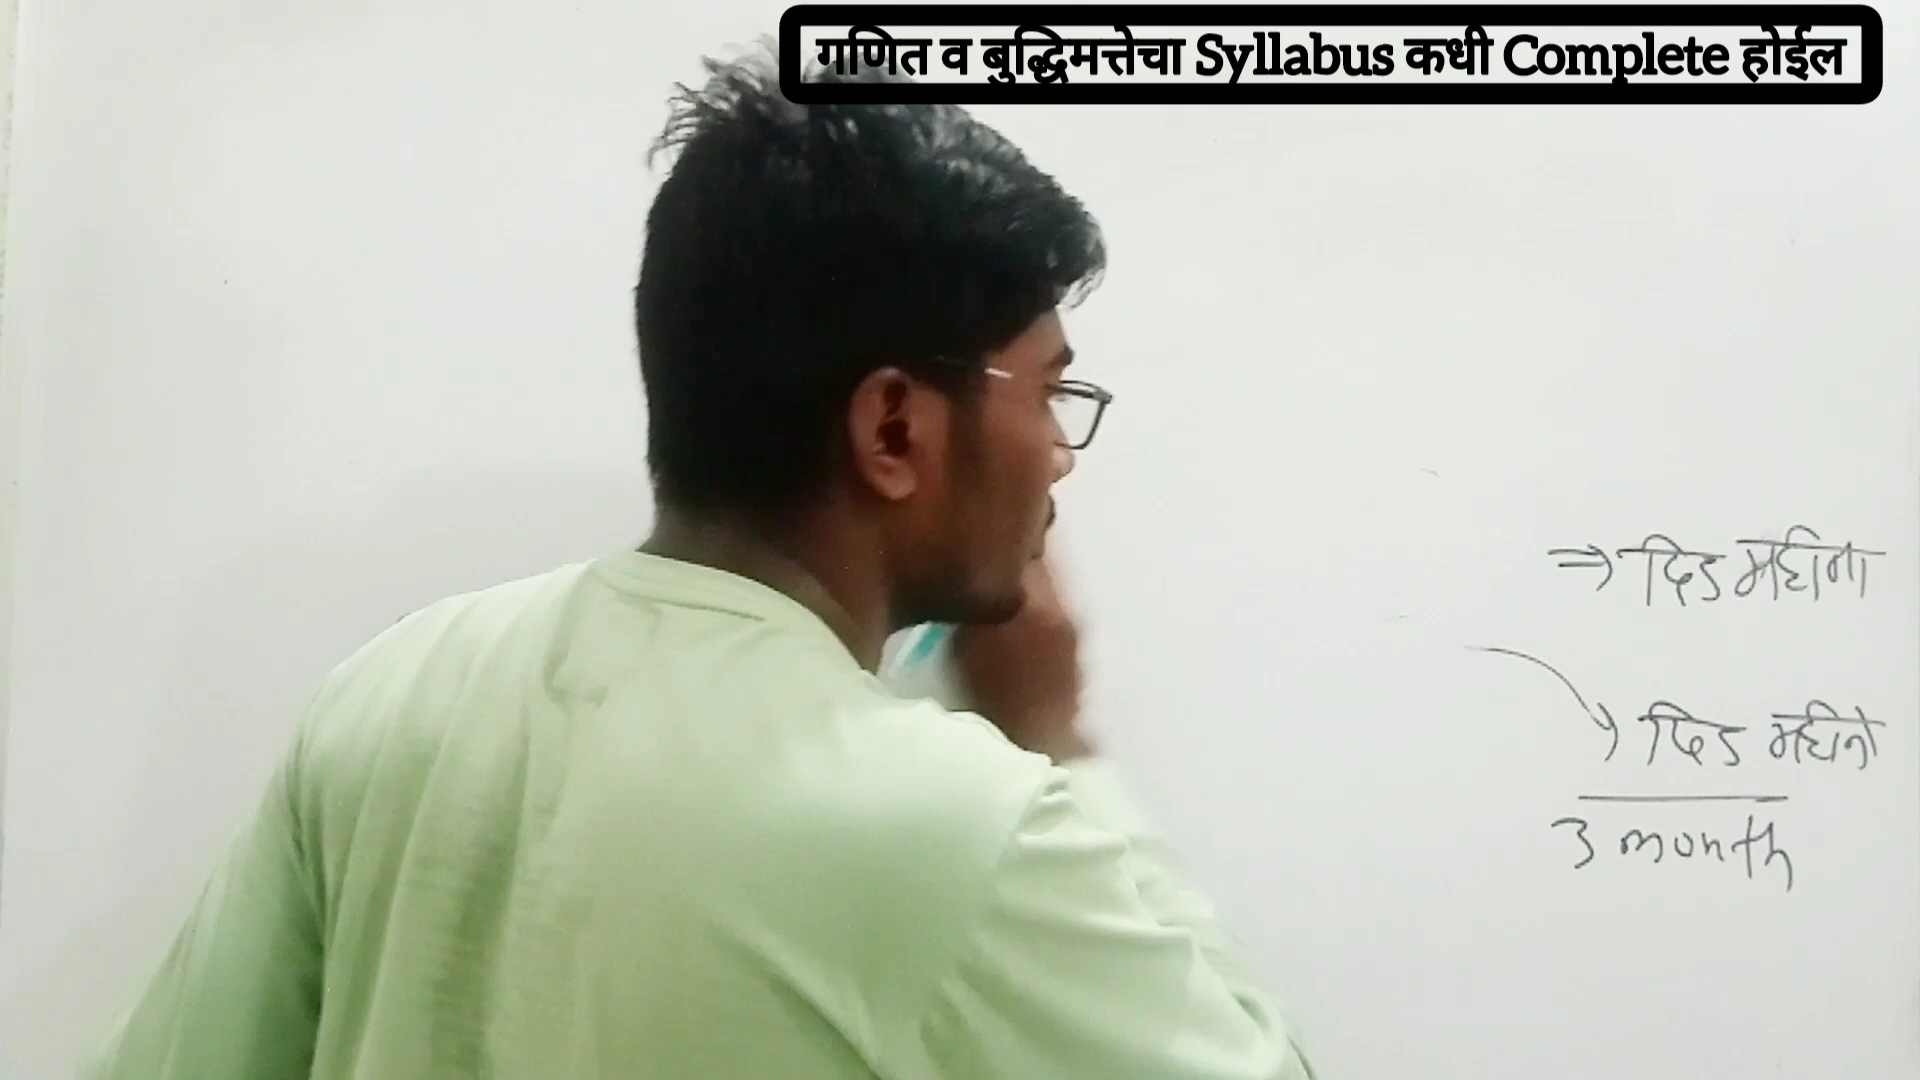 गणित व बुद्धिमत्तेचा Syllabus कधी Complete होईल
⇒ दिड महीना
दिड महीने
3 month